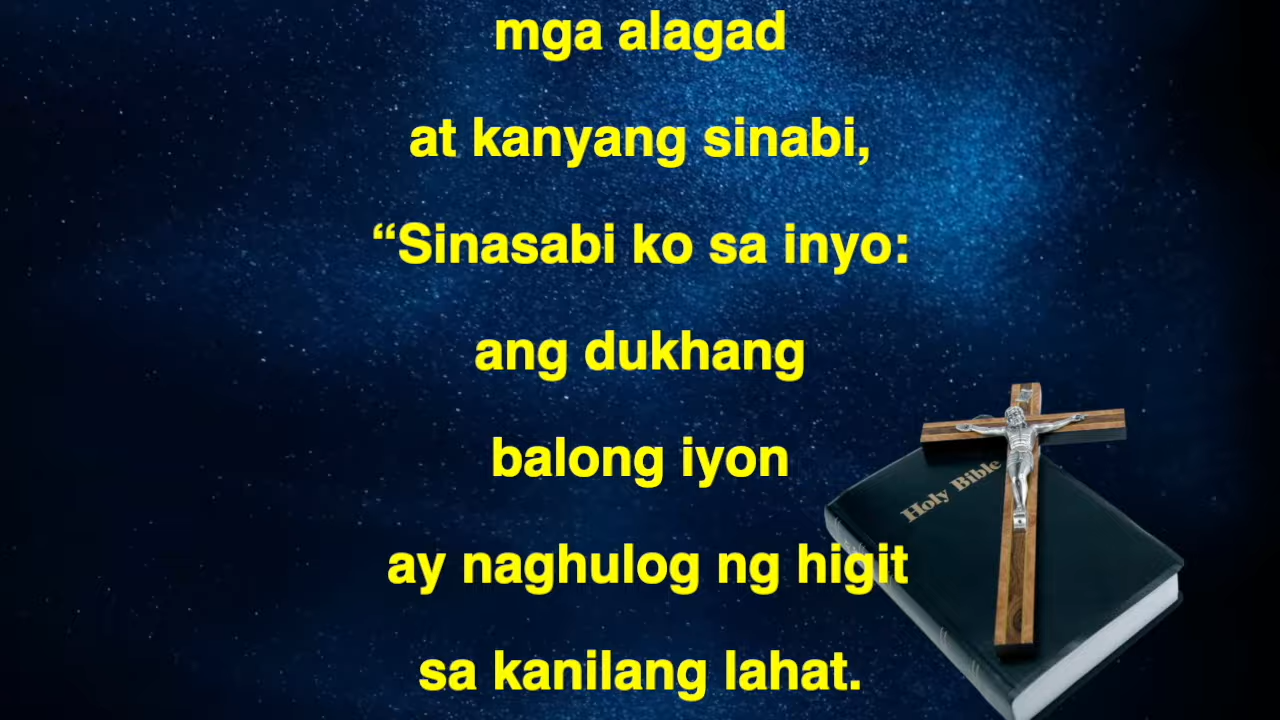 mga alagad
at kanyang sinabi,
“Sinasabi ko sa inyo:
ang dukhang
balong iyon
ay naghulog ng higit
sa kanilang lahat.
Holy Bible